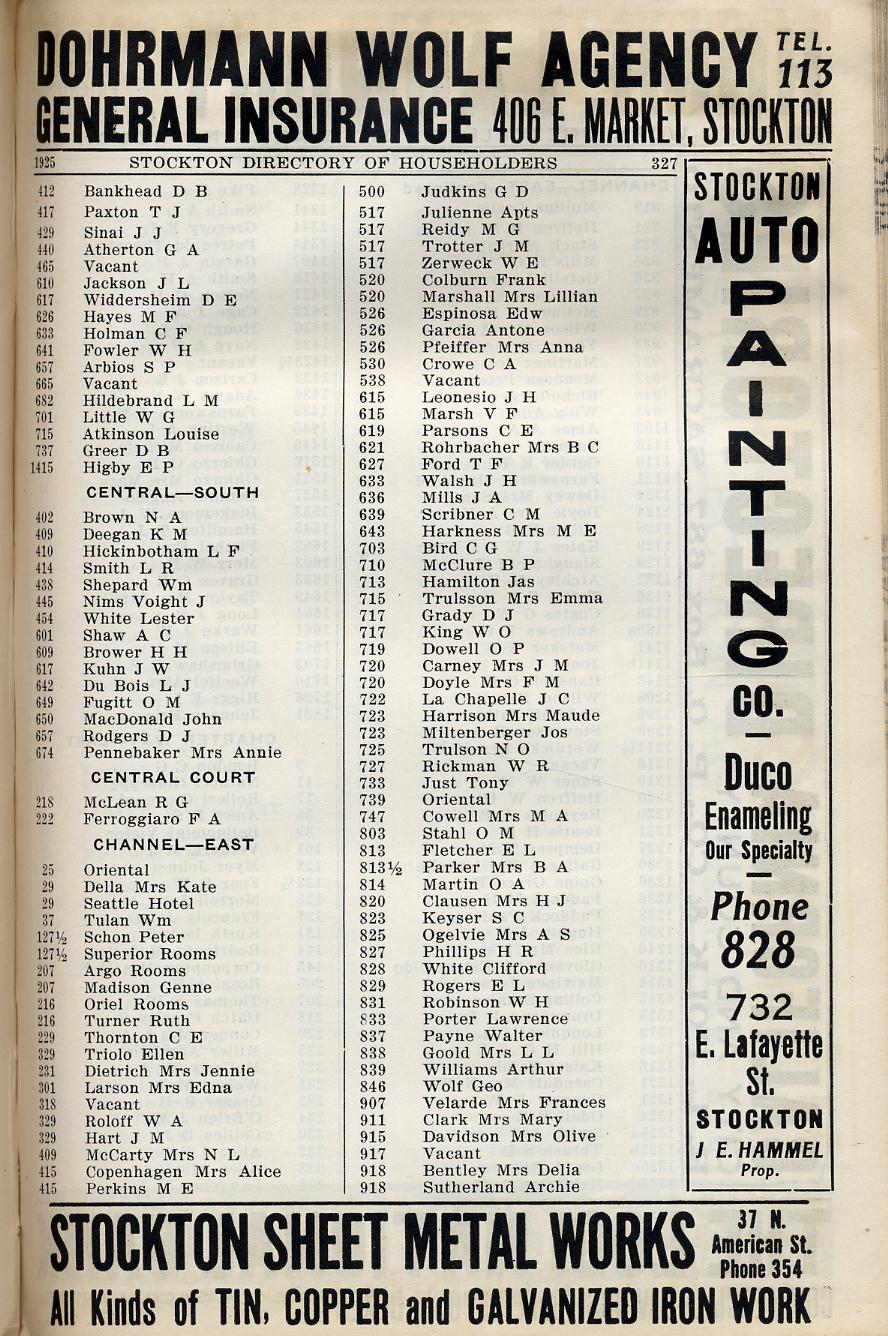 DOHRMANN WOLF AGENCY TEL. 113
GENERAL INSURANCE 406 E. MARKET, STOCKTON
1925 STOCKTON DIRECTORY OF HOUSEHOLDERS 327
412 Bankhead D B
417 Paxton T J
429 Sinai J J
440 Atherton G A
465 Vacant
610 Jackson J L
617 Widdersheim D E
626 Hayes M F
633 Holman C F
641 Fowler W H
657 Arbios S P
665 Vacant
682 Hildebrand L M
701 Little W G
715 Atkinson Louise
737 Greer D B
1415 Higby E P
CENTRAL—SOUTH
402 Brown N A
409 Deegan K M
410 Hickinbotham L F
414 Smith L R
438 Shepard Wm
445 Nims Voight J
454 White Lester
601 Shaw A C
609 Brower H H
617 Kuhn J W
642 Du Bois L J
649 Fugitt O M
650 MacDonald John
657 Rodgers D J
674 Pennebaker Mrs Annie
CENTRAL COURT
218 McLean R G
222 Ferroggiaro F A
CHANNEL—EAST
25 Oriental
29 Della Mrs Kate
29 Seattle Hotel
37 Tulan Wm
127½ Schon Peter
127½ Superior Rooms
207 Argo Rooms
207 Madison Genne
216 Oriel Rooms
216 Turner Ruth
229 Thornton C E
329 Triolo Ellen
231 Dietrich Mrs Jennie
301 Larson Mrs Edna
318 Vacant
329 Roloff W A
329 Hart J M
409 McCarty Mrs N L
415 Copenhagen Mrs Alice
415 Perkins M E
500 Judkins G D
517 Julienne Apts
517 Reidy M G
517 Trotter J M
517 Zerweck W E
520 Colburn Frank
520 Marshall Mrs Lillian
526 Espinosa Edw
526 Garcia Antone
526 Pfeiffer Mrs Anna
530 Crowe C A
538 Vacant
615 Leonesio J H
615 Marsh V F
619 Parsons C E
621 Rohrbacher Mrs B C
627 Ford T F
633 Walsh J H
636 Mills J A
639 Scribner C M
643 Harkness Mrs M E
703 Bird C G
710 McClure B P
713 Hamilton Jas
715 Trulsson Mrs Emma
717 Grady D J
717 King W O
719 Dowell O P
720 Carney Mrs J M
720 Doyle Mrs F M
722 La Chapelle J C
723 Harrison Mrs Maude
723 Miltenberger Jos
725 Trulson N O
727 Rickman W R
733 Just Tony
739 Oriental
747 Cowell Mrs M A
803 Stahl O M
813 Fletcher E L
813½ Parker Mrs B A
814 Martin O A
820 Clausen Mrs H J
823 Keyser S C
825 Ogelvie Mrs A S
827 Phillips H R
828 White Clifford
829 Rogers E L
831 Robinson W H
833 Porter Lawrence
837 Payne Walter
838 Goold Mrs L L
839 Williams Arthur
846 Wolf Geo
907 Velarde Mrs Frances
911 Clark Mrs Mary
915 Davidson Mrs Olive
917 Vacant
918 Bentley Mrs Delia
918 Sutherland Archie
STOCKTON
AUTO
PAINTING
CO.
Duco
Enameling
Our Specialty
Phone
828
732
E. Lafayette
St.
STOCKTON
J E. HAMMEL
Prop.
STOCKTON SHEET METAL WORKS
37 N.
American St.
Phone 354
All Kinds of TIN, COPPER and GALVANIZED IRON WORK